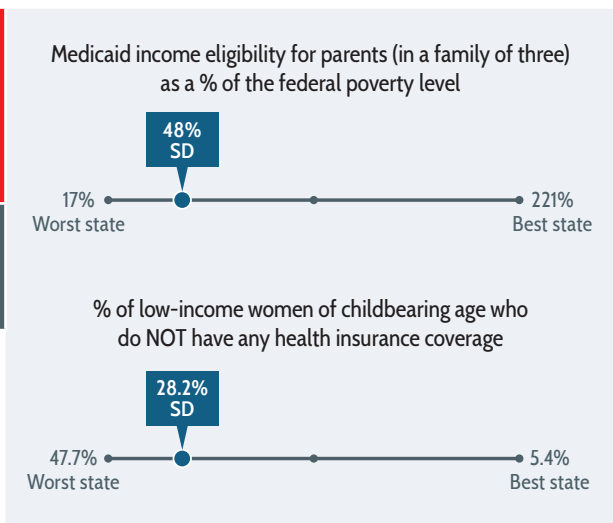 Medicaid income eligibility for parents (in a family of three)
as a % of the federal poverty level
48%
SD
17%
Worst state
221%
Best state
% of low-income women of childbearing age who
do NOT have any health insurance coverage
28.2%
SD
47.7%
Worst state
5.4%
Best state